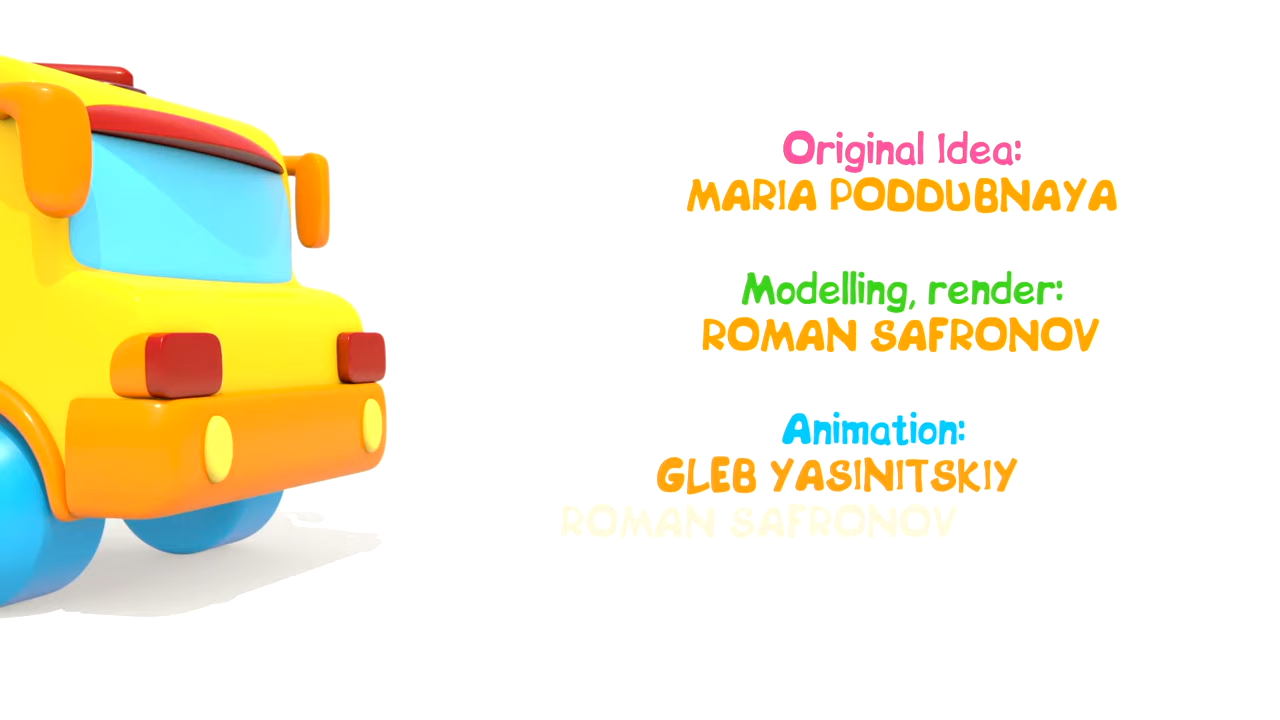 Original Idea:
MARIA PODDUBNAYA
Modelling, render:
ROMAN SAFRONOV
Animation:
GLEB YASINITSKIY
ROMAN SAFRONOV